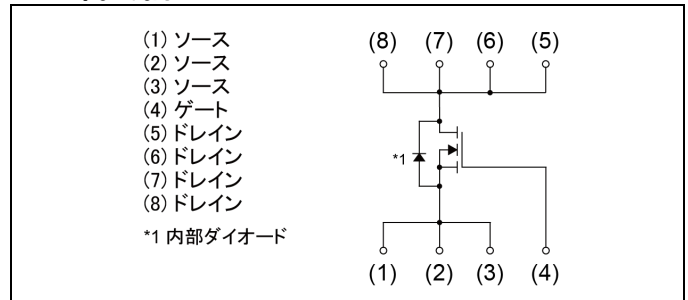 (1) ソース
(2) ソース
(3) ソース
(4) ゲート
(5) ドレイン
(6) ドレイン
(7) ドレイン
(8) ドレイン
*1 内部ダイオード
(8) (7) (6) (5)
*1
(1) (2) (3) (4)